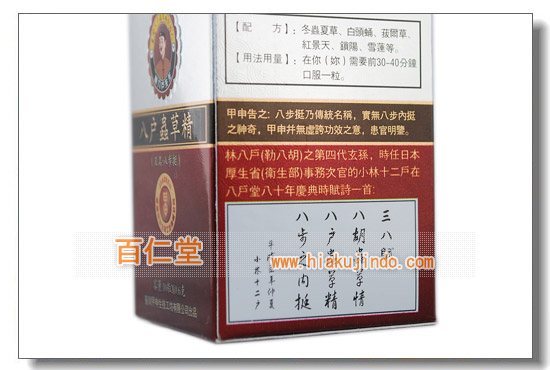 【配　　方】冬蟲夏草、白頭蛹、莪爾草、
紅景天、鎖陽、雪蓮等。
【用法用量】在你（妳）需要前30-40分鐘
口服一粒。
甲申告之：八步挺乃傳統名稱，實無八步內挺
之神奇，甲申幷無虛誇功效之意，患官明鑒。
林八戶(勒八胡)之第四代玄孫，時任日本
厚生省(衛生部)事務次官的小林十二戶在
八戶堂八十年慶典時賦詩一首：
三八
八胡蟲草情
八戶蟲草精
八步之內挺
小林十二戶
八户蟲草精
百仁堂
www.hiakujindo.com